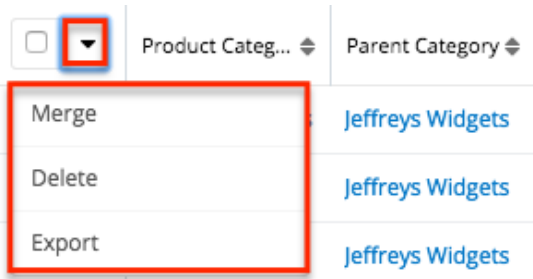 Product Categ... Parent Category
Merge Jeffreys Widgets
Delete Jeffreys Widgets
Export Jeffreys Widgets